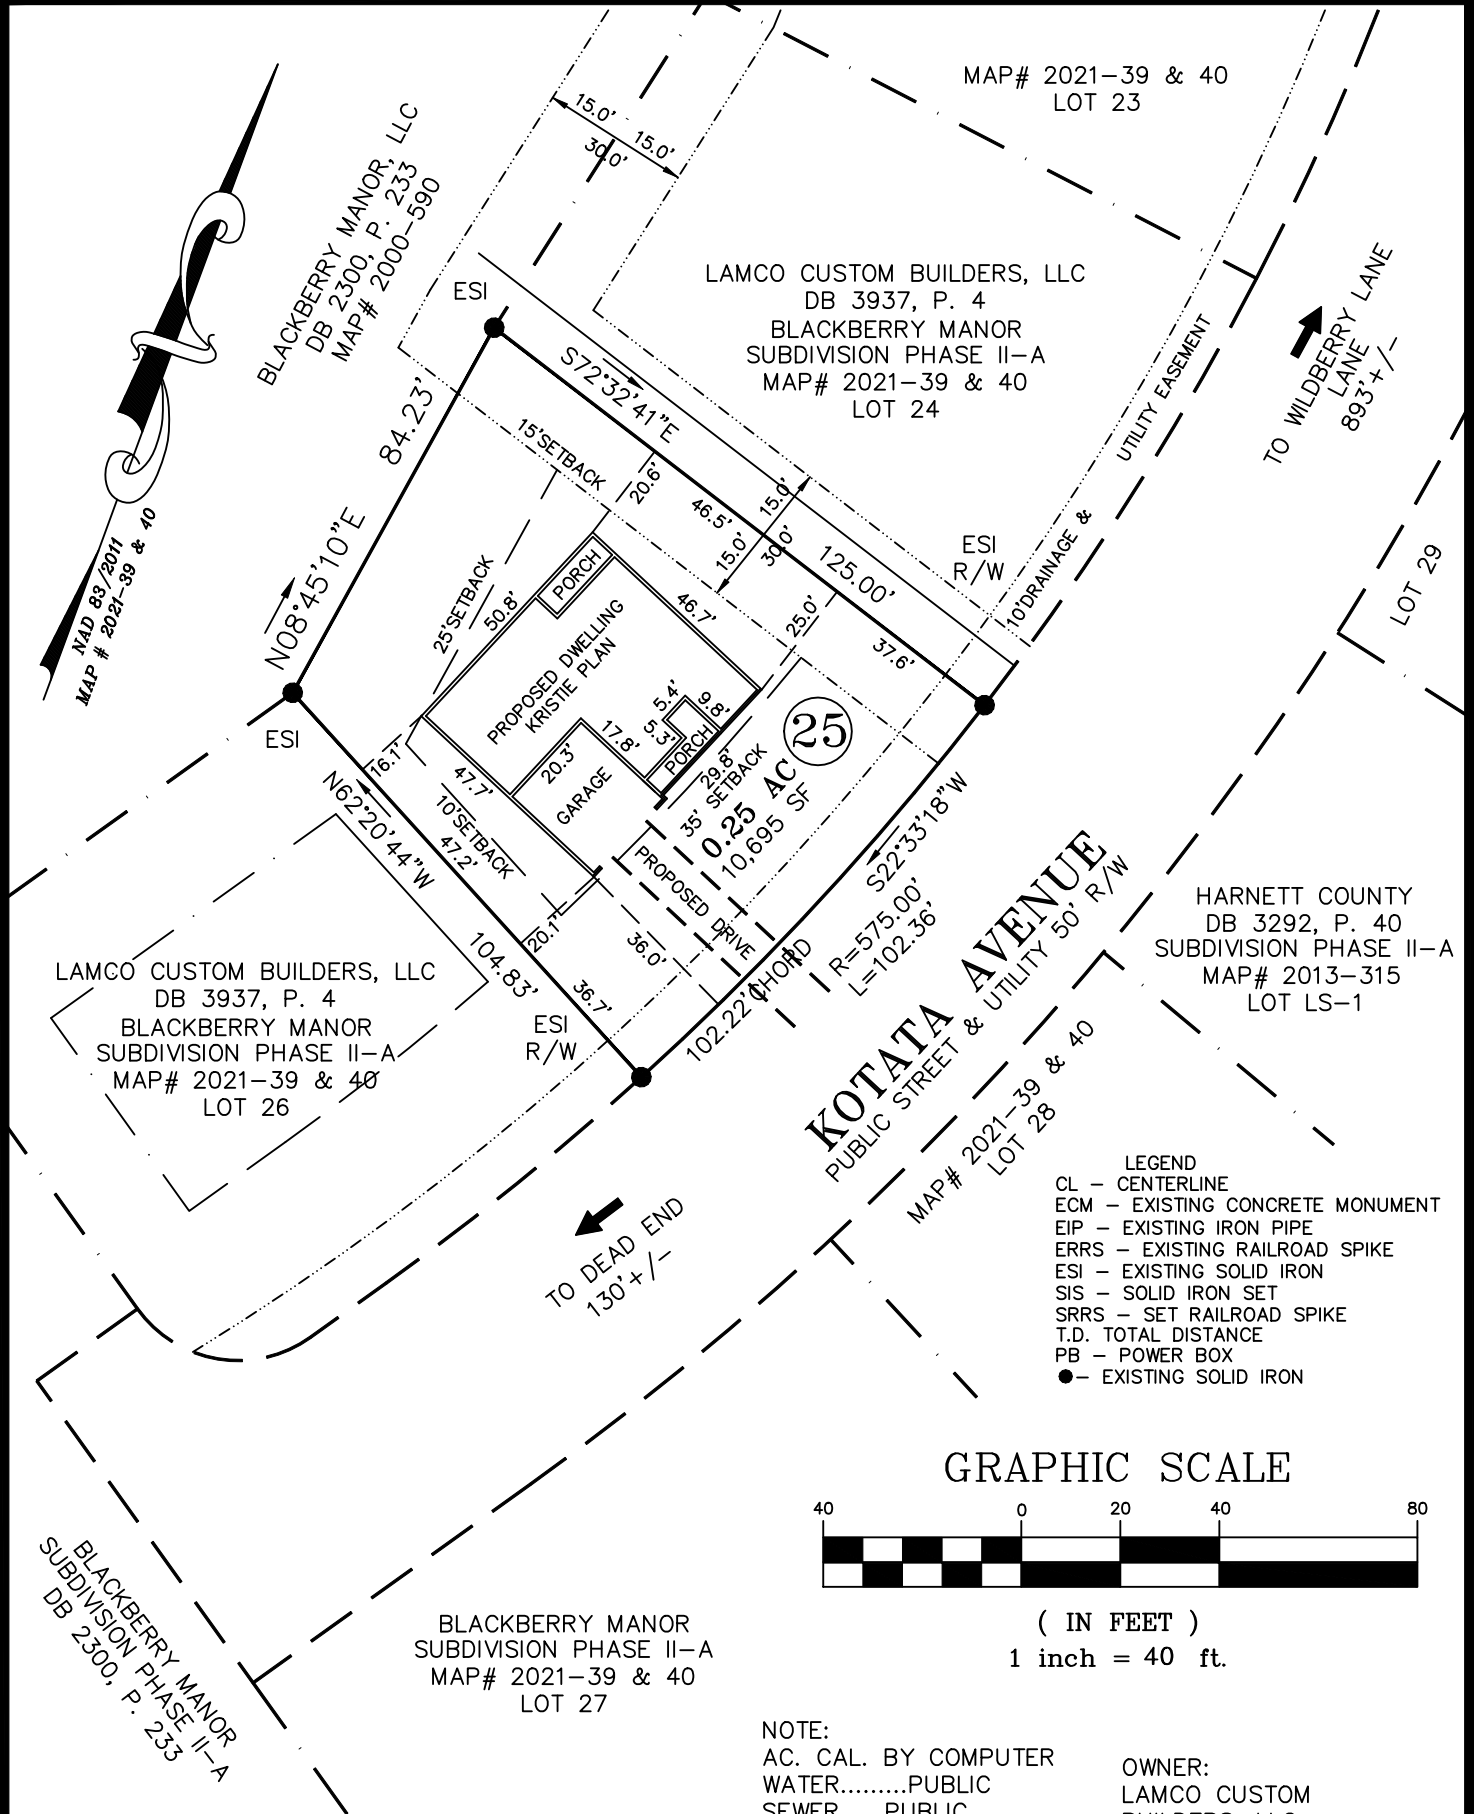 MAP# 2021-39 & 40
LOT 23
15.0'
15.0'
30.0'
BLACKBERRY MANOR, LLC
DB 2300, P. 233
MAP# 2000-590
LAMCO CUSTOM BUILDERS, LLC
DB 3937, P. 4
BLACKBERRY MANOR
SUBDIVISION PHASE II-A
MAP# 2021-39 & 40
LOT 24
TO WILDBERRY LANE
LANE
893'+/-
ESI
S72°32'41"E
84.23'
15'SETBACK
20.6'
46.5'
15.0'
15.0'
30.0'
125.00'
ESI
R/W
10'DRAINAGE &
UTILITY EASEMENT
LOT 29
NAD 83/2011
MAP # 2021-39 & 40
N08°45'10"E
25'SETBACK
50.8'
PORCH
46.7'
25.0'
37.6'
PROPOSED DWELLING
KRISTIE PLAN
5.4'
9.8'
5.3'
17.8'
PORCH
20.3'
GARAGE
29.8'
35' SETBACK
25
0.25 AC
10,695 SF
ESI
16.1'
47.7'
10'SETBACK
47.2'
N62°20'44"W
104.83'
20.1'
36.0'
36.7'
PROPOSED DRIVE
S22°33'18"W
R=575.00'
L=102.36'
102.22'CHORD
ESI
R/W
KOTATA AVENUE
PUBLIC STREET & UTILITY 50' R/W
HARNETT COUNTY
DB 3292, P. 40
SUBDIVISION PHASE II-A
MAP# 2013-315
LOT LS-1
LAMCO CUSTOM BUILDERS, LLC
DB 3937, P. 4
BLACKBERRY MANOR
SUBDIVISION PHASE II-A
MAP# 2021-39 & 40
LOT 26
MAP# 2021-39 & 40
LOT 28
TO DEAD END
130'+/-
LEGEND
CL - CENTERLINE
ECM - EXISTING CONCRETE MONUMENT
EIP - EXISTING IRON PIPE
ERRS - EXISTING RAILROAD SPIKE
ESI - EXISTING SOLID IRON
SIS - SOLID IRON SET
SRRS - SET RAILROAD SPIKE
T.D. TOTAL DISTANCE
PB - POWER BOX
●- EXISTING SOLID IRON
GRAPHIC SCALE
40 0 20 40 80
( IN FEET )
1 inch = 40 ft.
BLACKBERRY MANOR
SUBDIVISION PHASE II-A
DB 2300, P. 233
BLACKBERRY MANOR
SUBDIVISION PHASE II-A
MAP# 2021-39 & 40
LOT 27
NOTE:
AC. CAL. BY COMPUTER
WATER.........PUBLIC
SEWER....PUBLIC
OWNER:
LAMCO CUSTOM